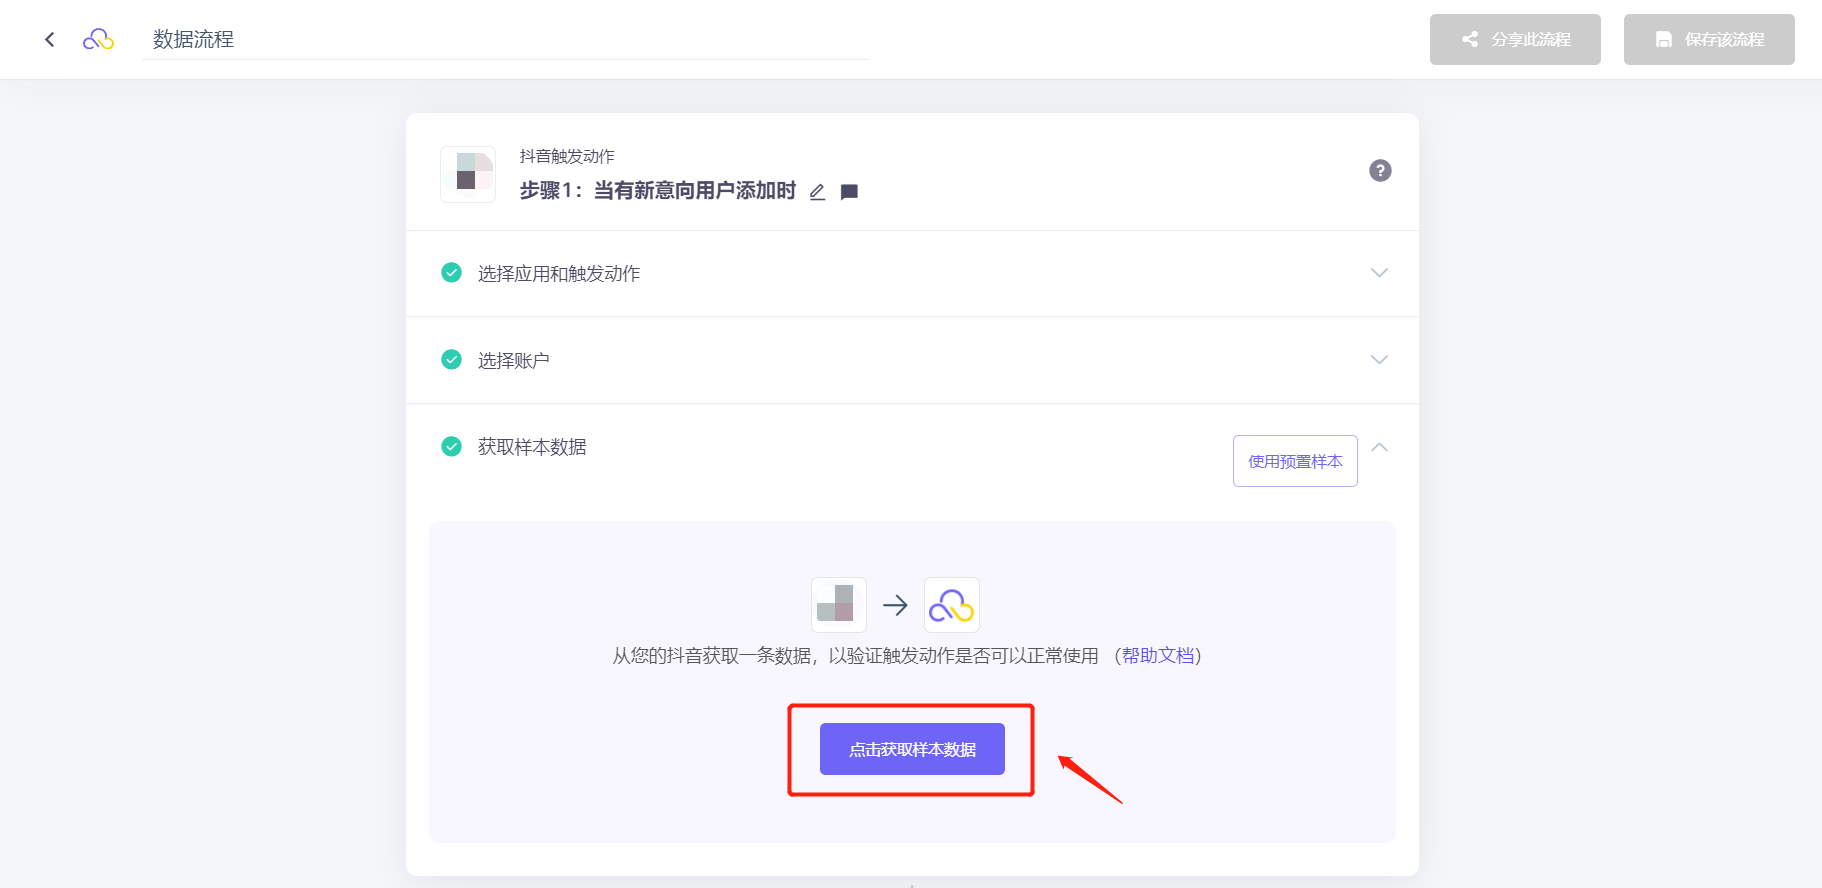 数据流程
分享此流程
保存该流程
抖音触发动作
步骤1：当有新意向用户添加时
?
选择应用和触发动作
选择账户
获取样本数据
使用预置样本
从您的抖音获取一条数据，以验证触发动作是否可以正常使用 （帮助文档）
点击获取样本数据